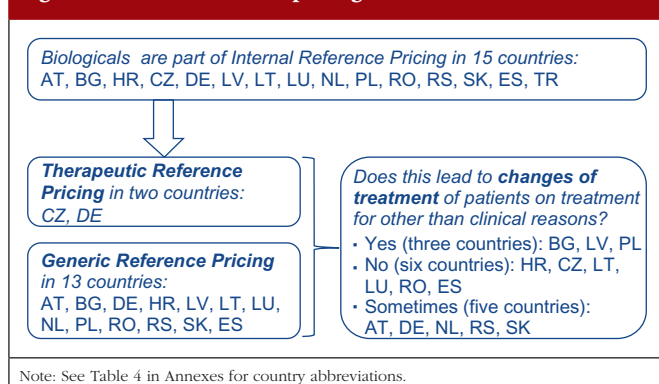 Biologicals are part of Internal Reference Pricing in 15 countries:
AT, BG, HR, CZ, DE, LV, LT, LU, NL, PL, RO, RS, SK, ES, TR
Therapeutic Reference
Pricing in two countries:
CZ, DE
Generic Reference Pricing
in 13 countries:
AT, BG, DE, HR, LV, LT, LU,
NL, PL, RO, RS, SK, ES
Does this lead to changes of
treatment of patients on treatment
for other than clinical reasons?
▪ Yes (three countries): BG, LV, PL
▪ No (six countries): HR, CZ, LT,
LU, RO, ES
▪ Sometimes (five countries):
AT, DE, NL, RS, SK
Note: See Table 4 in Annexes for country abbreviations.